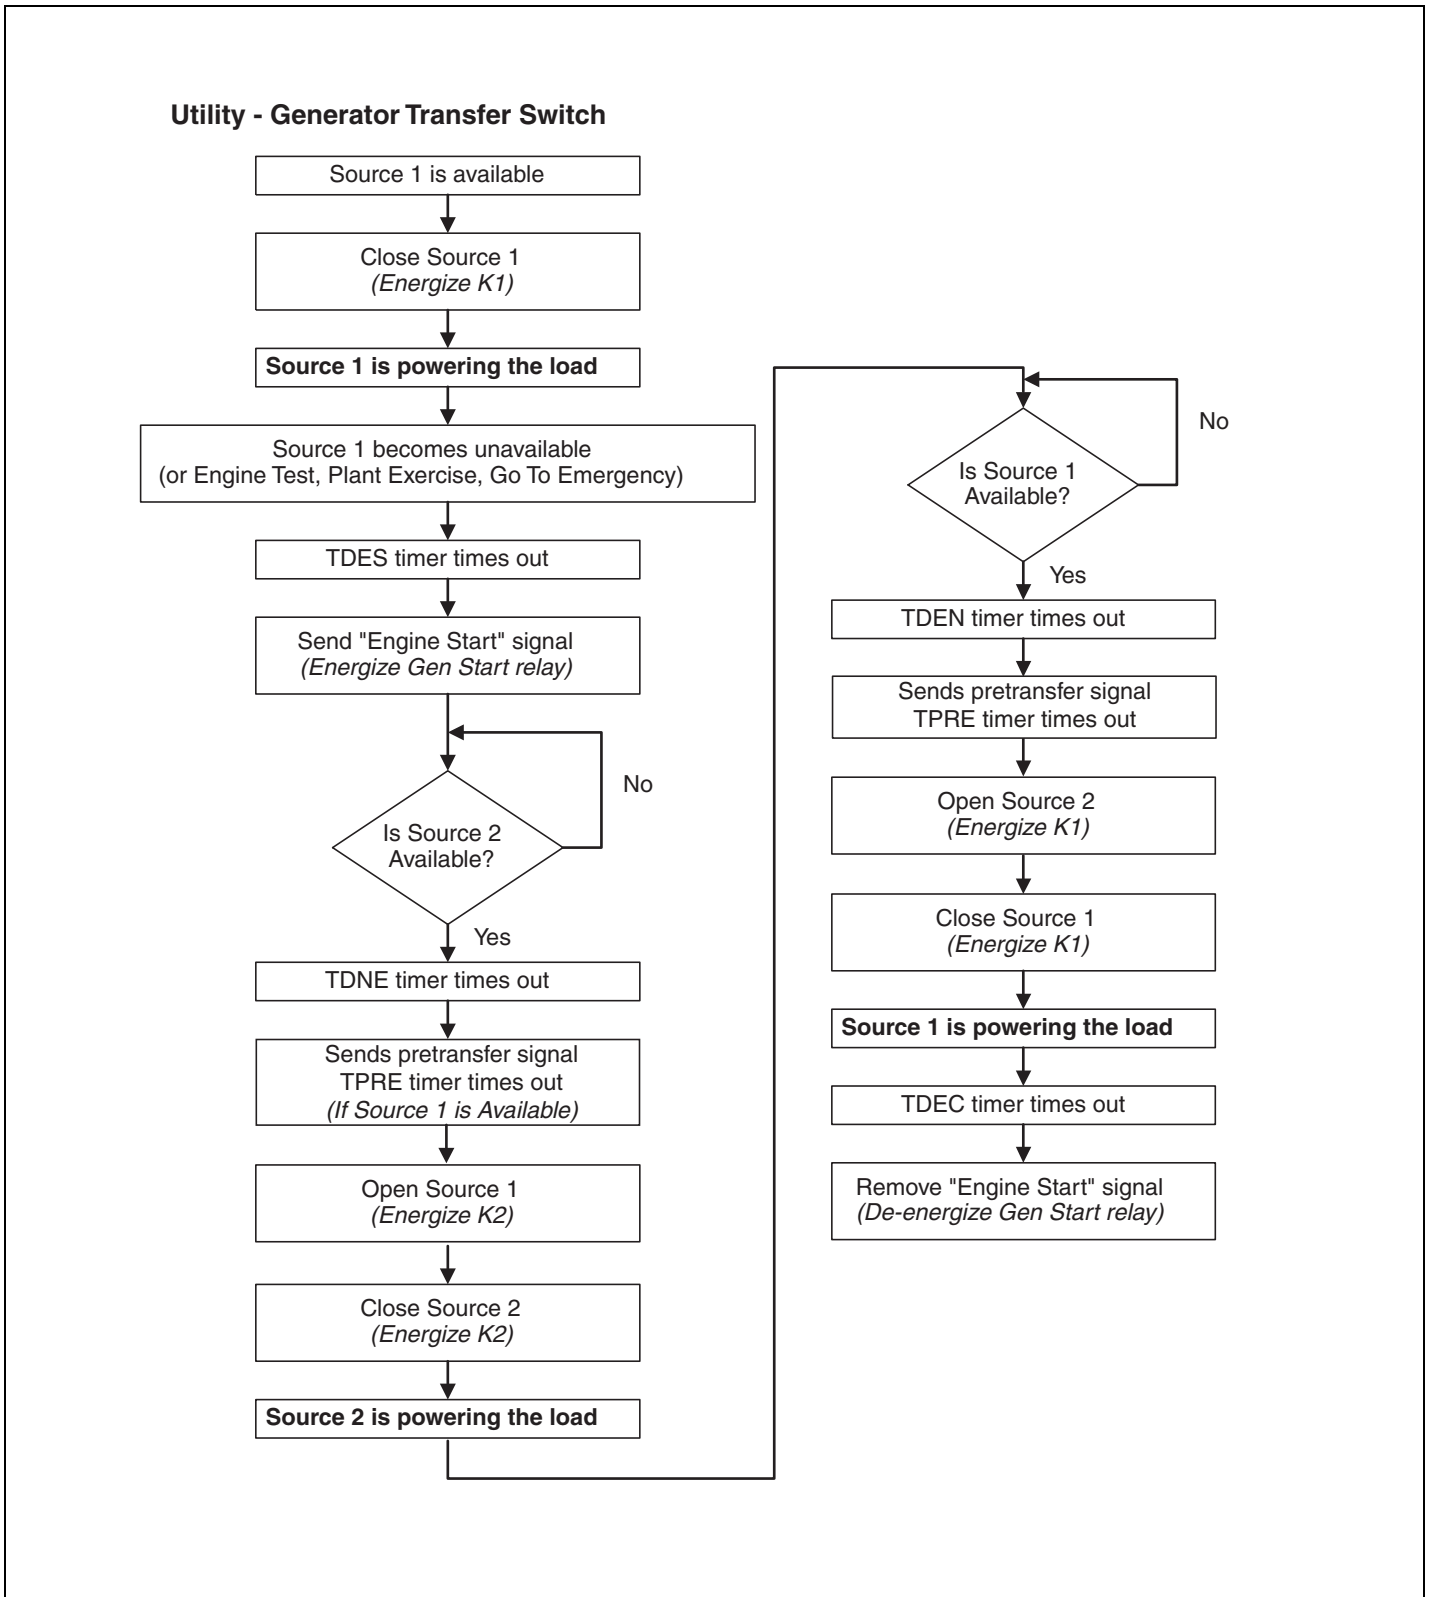 Utility - Generator Transfer Switch
Source 1 is available
Close Source 1
(Energize K1)
Source 1 is powering the load
Source 1 becomes unavailable
(or Engine Test, Plant Exercise, Go To Emergency)
TDES timer times out
Send "Engine Start" signal
(Energize Gen Start relay)
No
Is Source 2
Available?
Yes
TDNE timer times out
Sends pretransfer signal
TPRE timer times out
(If Source 1 is Available)
Open Source 1
(Energize K2)
Close Source 2
(Energize K2)
Source 2 is powering the load
No
Is Source 1
Available?
Yes
TDEN timer times out
Sends pretransfer signal
TPRE timer times out
Open Source 2
(Energize K1)
Close Source 1
(Energize K1)
Source 1 is powering the load
TDEC timer times out
Remove "Engine Start" signal
(De-energize Gen Start relay)